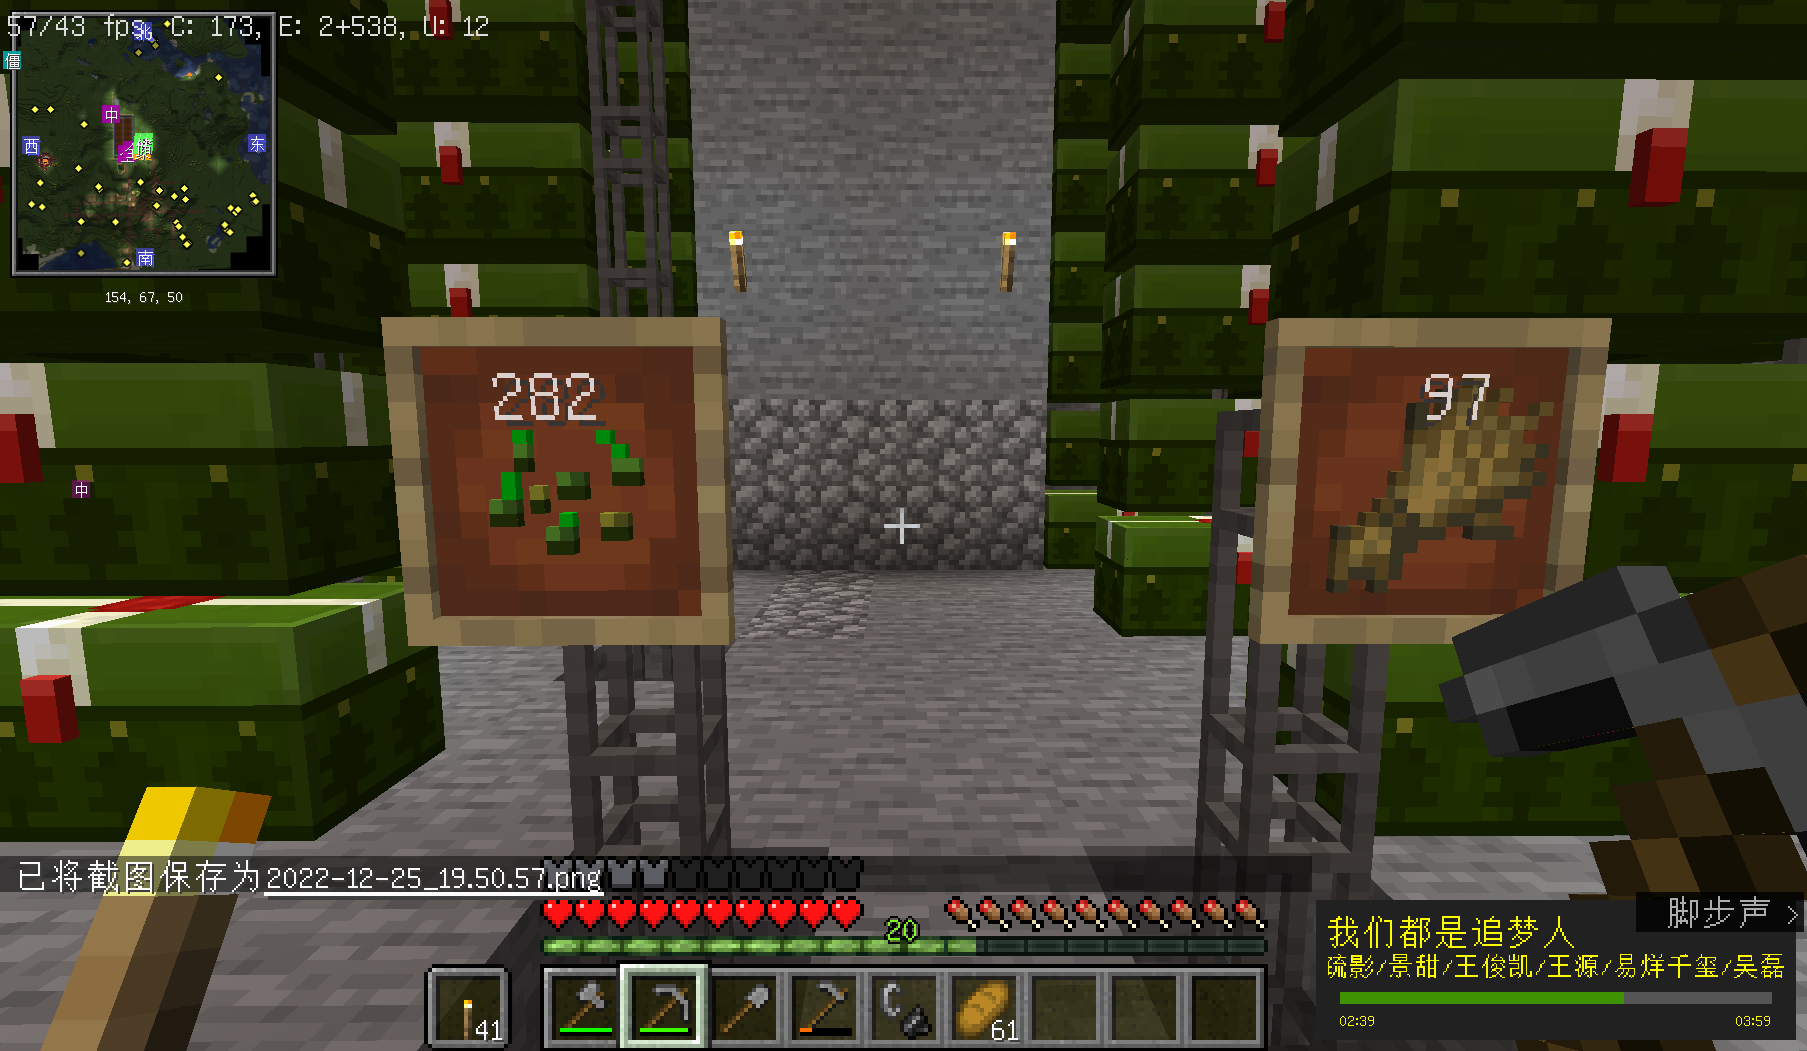 57/43 fps, C: 173, E: 2+538, U: 12
北
僵
中
西
东
南
154, 67, 50
282
97
中
已将截图保存为2022-12-25_19.50.57.png
脚步声 >
20
我们都是追梦人
疏影/景甜/王俊凯/王源/易烊千玺/吴磊
02:39
03:59
41
61